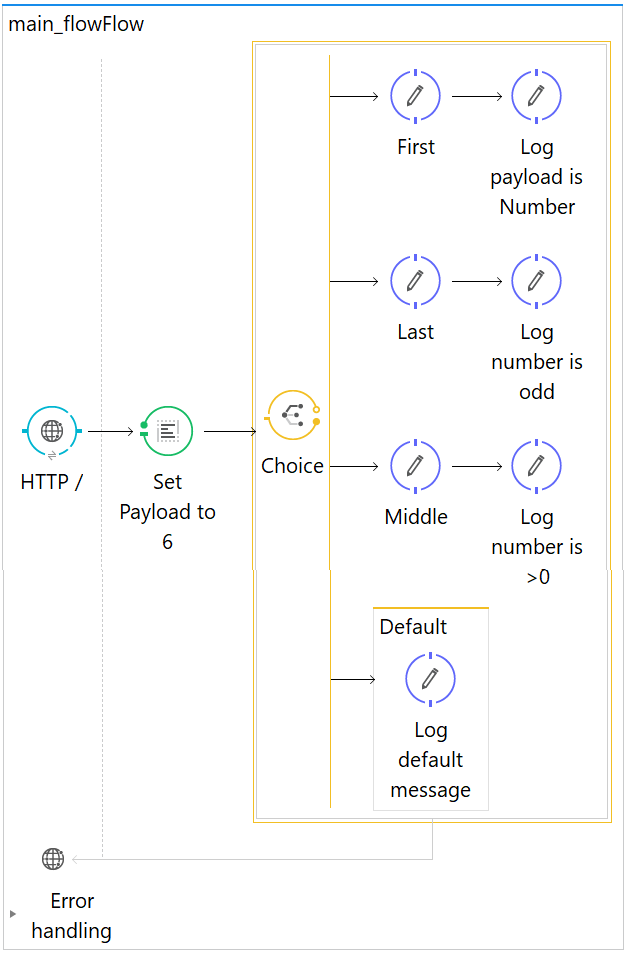 main_flowFlow
First
Log
payload is
Number
Last
Log
number is
odd
HTTP /
Set
Payload to
6
Choice
Middle
Log
number is
>0
Default
Log
default
message
Error
handling